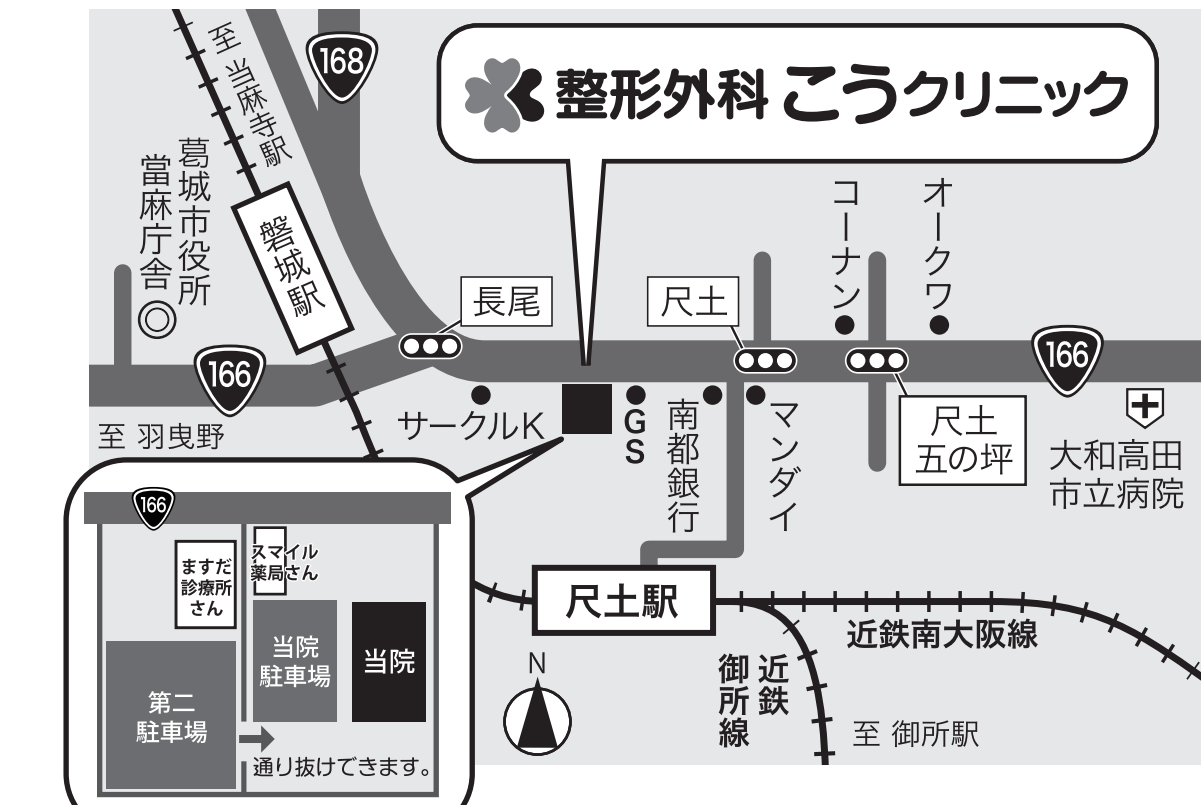 168
整形外科 こうクリニック
至 当麻寺駅
葛城市役所
當麻庁舎
磐城駅
長尾
尺土
コーナン
オークワ
166
166
至 羽曳野
サークルK
GS
南都銀行
マンダイ
尺土
五の坪
大和高田
市立病院
166
ますだ
診療所
さん
スマイル
薬局さん
当院
駐車場
当院
第二
駐車場
通り抜けできます。
尺土駅
N
近鉄南大阪線
近鉄
御所線
至 御所駅